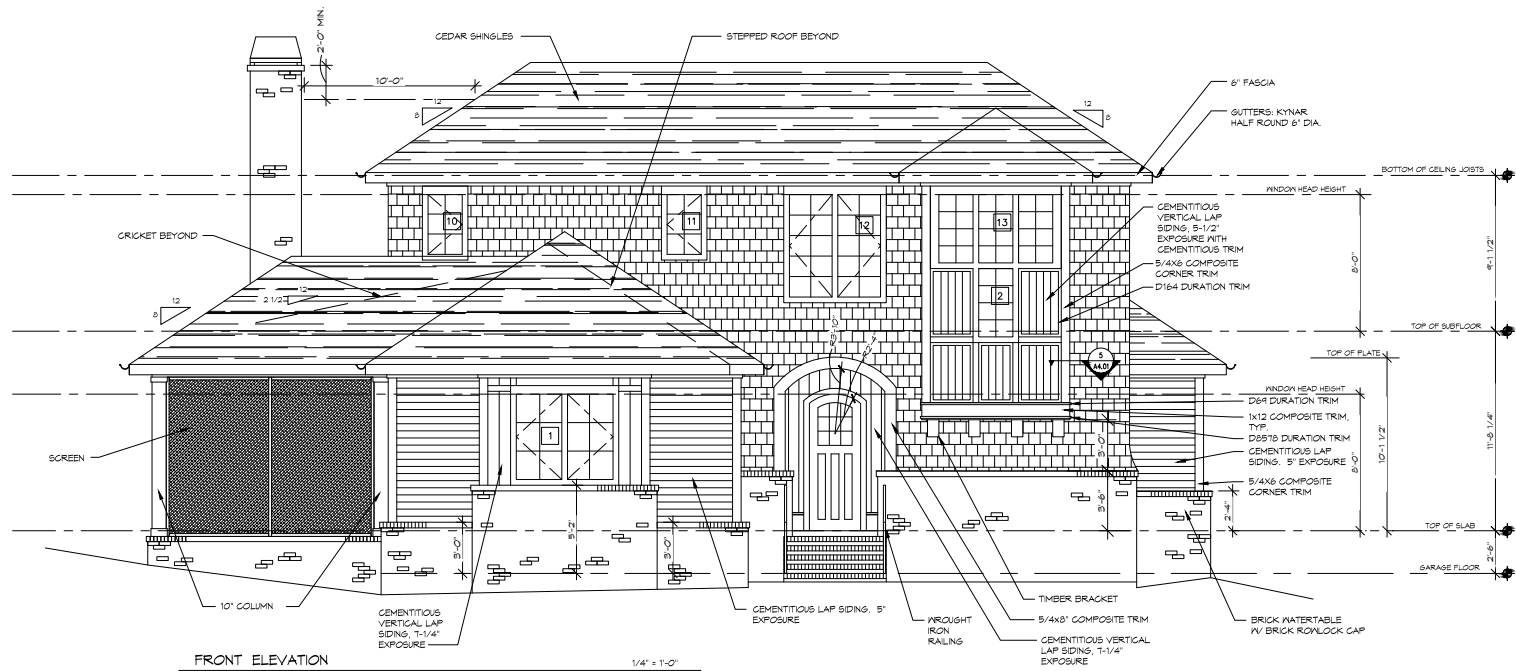 2'-0" MIN.
CEDAR SHINGLES
STEPPED ROOF BEYOND
10'-0"
6" FASCIA
12
8
12
8
GUTTERS: KYNAR
HALF ROUND 6" DIA.
BOTTOM OF CEILING JOISTS
WINDOW HEAD HEIGHT
10
11
12
13
CEMENTITIOUS
VERTICAL LAP
SIDING, 5-1/2"
EXPOSURE WITH
CEMENTITIOUS TRIM
CRICKET BEYOND
8'-0"
9'-1 1/2"
5/4X6 COMPOSITE
CORNER TRIM
D164 DURATION TRIM
12
2 1/2
12
8
2
TOP OF SUBFLOOR
R3'-10"
R2'-4"
TOP OF PLATE
5
A4.01
WINDOW HEAD HEIGHT
D69 DURATION TRIM
1x12 COMPOSITE TRIM,
TYP.
D8578 DURATION TRIM
CEMENTITIOUS LAP
SIDING. 5" EXPOSURE
5/4X6 COMPOSITE
CORNER TRIM
1
SCREEN
3'-0"
8'-0"
10'-1 1/2"
11'-8 1/4"
3'-6"
2'-4"
TOP OF SLAB
3'-0"
5'-2"
3'-0"
2'-6"
GARAGE FLOOR
10" COLUMN
CEMENTITIOUS
VERTICAL LAP
SIDING, 7-1/4"
EXPOSURE
CEMENTITIOUS LAP SIDING. 5"
EXPOSURE
WROUGHT
IRON
RAILING
TIMBER BRACKET
5/4x8" COMPOSITE TRIM
CEMENTITIOUS VERTICAL
LAP SIDING, 7-1/4"
EXPOSURE
BRICK WATERTABLE
W/ BRICK ROWLOCK CAP
FRONT ELEVATION
1/4" = 1'-0"